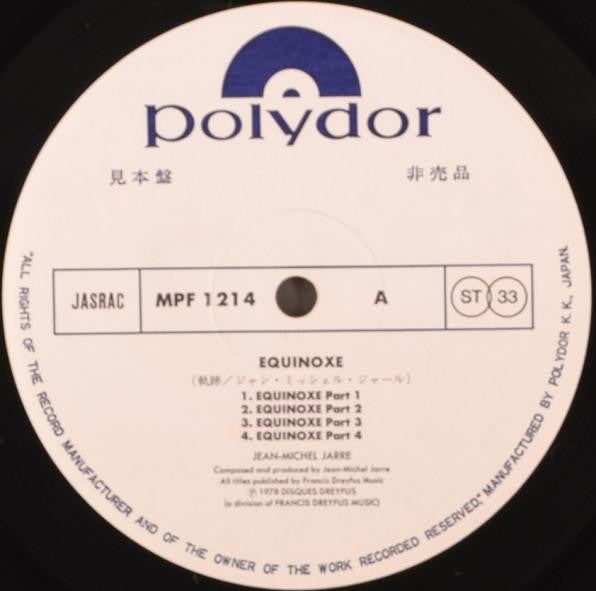 polydor
見本盤
非売品
JASRAC
MPF 1214
A
ST 33
EQUINOXE
(軌跡／ジャン・ミッシェル・ジャール)
1. EQUINOXE Part 1
2. EQUINOXE Part 2
3. EQUINOXE Part 3
4. EQUINOXE Part 4
JEAN-MICHEL JARRE
Composed and produced by Jean-Michel Jarre
All titles published by Francis Dreyfus Music
Ⓟ 1978 DISQUES DREYFUS
(a division of FRANCIS DREYFUS MUSIC)
"ALL RIGHTS OF THE RECORD MANUFACTURER AND OF THE OWNER OF THE WORK RECORDED RESERVED," MANUFACTURED BY POLYDOR K.K., JAPAN.